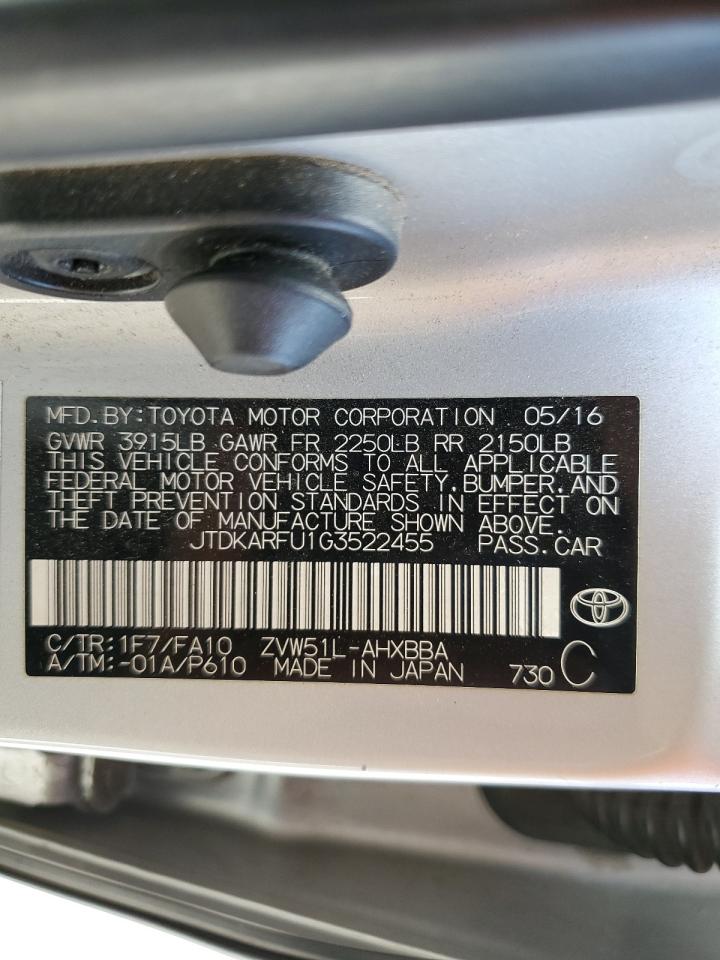 MFD.BY:TOYOTA MOTOR CORPORATION 05/16
GVWR 3915LB GAWR FR 2250LB RR 2150LB
THIS VEHICLE CONFORMS TO ALL APPLICABLE
FEDERAL MOTOR VEHICLE SAFETY,BUMPER,AND
THEFT PREVENTION STANDARDS IN EFFECT ON
THE DATE OF MANUFACTURE SHOWN ABOVE.
JTDKARFU1G3522455 PASS.CAR
C/TR:1F7/FA10 ZVW51L-AHXBBA
A/TM:-01A/P610 MADE IN JAPAN 730 C